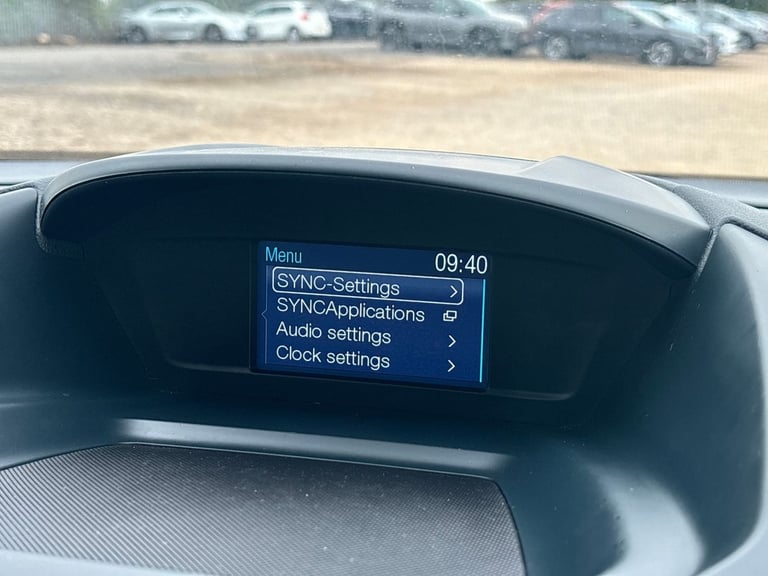 Menu 09:40
SYNC-Settings
SYNCApplications
Audio settings
Clock settings